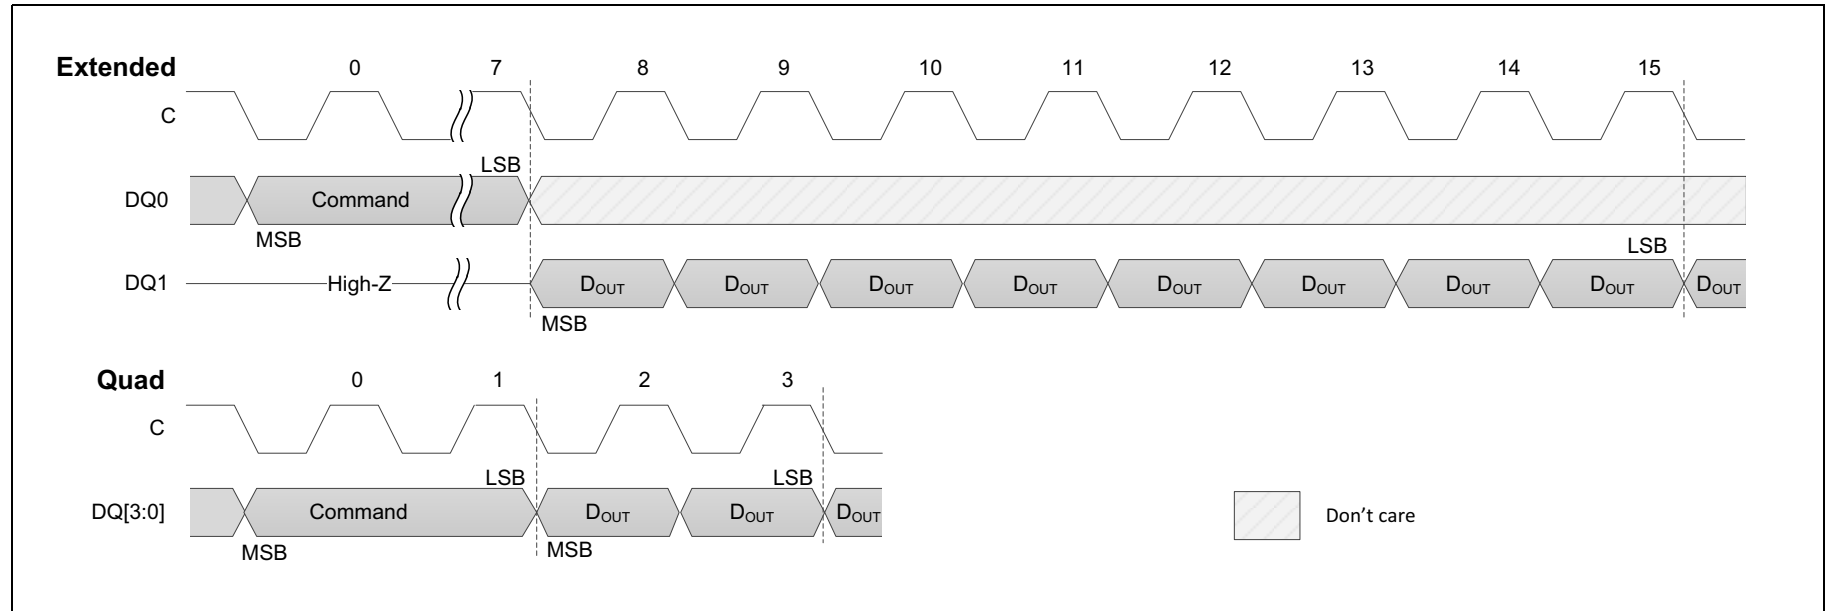 Extended 0 7 8 9 10 11 12 13 14 15
C
LSB
DQ0 Command
MSB
LSB
DQ1 High-Z DOUT DOUT DOUT DOUT DOUT DOUT DOUT DOUT DOUT
MSB
Quad 0 1 2 3
C
LSB LSB
DQ[3:0] Command DOUT DOUT DOUT Don’t care
MSB MSB